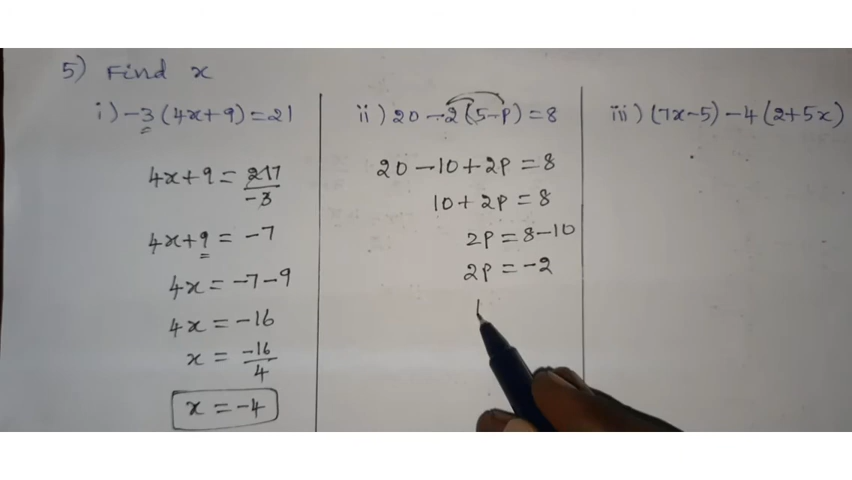 5) Find x
i) -3(4x+9)=21
4x+9 = 217/-3
4x+9 = -7
4x = -7-9
4x = -16
x = -16/4
x = -4
ii) 20-2(5-p)=8
20-10+2p=8
10+2p=8
2p=8-10
2p=-2
iii) (7x-5)-4(2+5x)